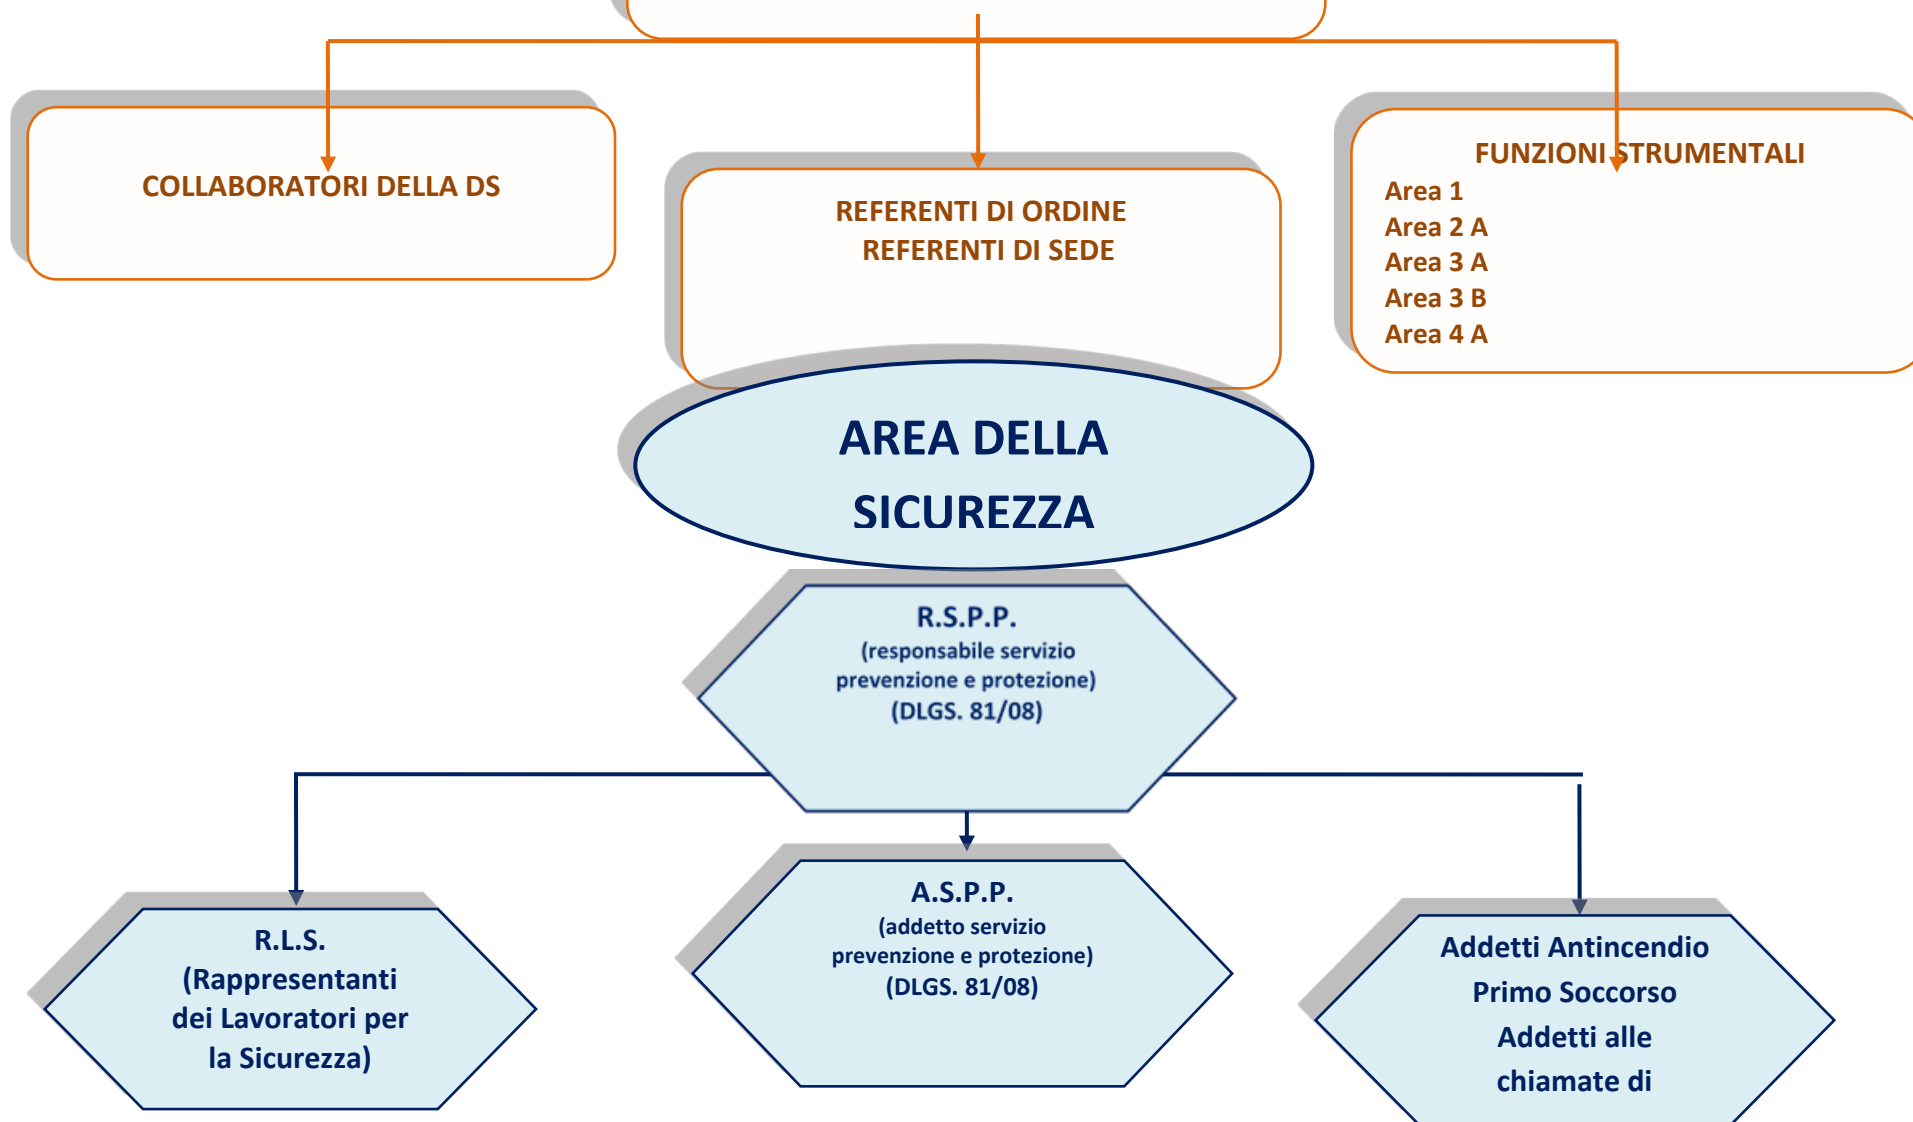 COLLABORATORI DELLA DS
REFERENTI DI ORDINE
REFERENTI DI SEDE
FUNZIONI STRUMENTALI
Area 1
Area 2 A
Area 3 A
Area 3 B
Area 4 A
AREA DELLA
SICUREZZA
R.S.P.P.
(responsabile servizio
prevenzione e protezione)
(DLGS. 81/08)
R.L.S.
(Rappresentanti
dei Lavoratori per
la Sicurezza)
A.S.P.P.
(addetto servizio
prevenzione e protezione)
(DLGS. 81/08)
Addetti Antincendio
Primo Soccorso
Addetti alle
chiamate di